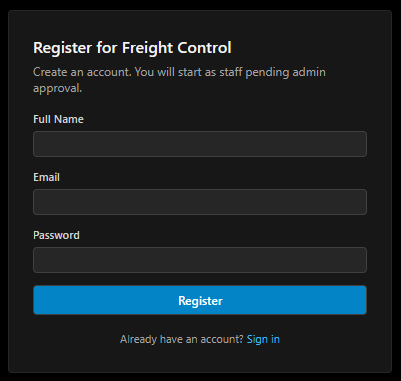 Register for Freight Control
Create an account. You will start as staff pending admin
approval.
Full Name
Email
Password
Register
Already have an account? Sign in